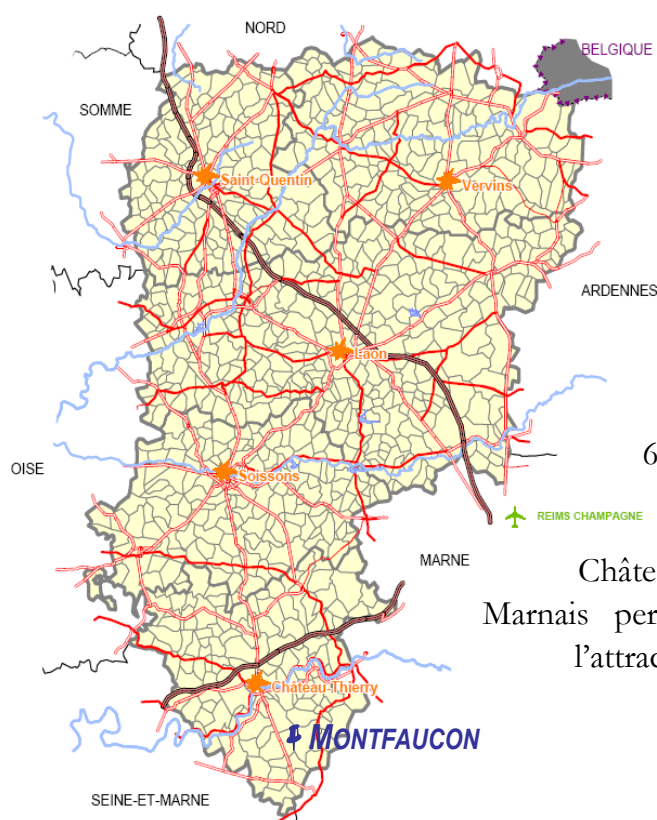 NORD
BELGIQUE
SOMME
Saint-Quentin
Vervins
ARDENNES
Laon
6
OISE
Soissons
REIMS CHAMPAGNE
MARNE
Châte
Marnais per
l'attrac
Château-Thierry
MONTFAUCON
SEINE-ET-MARNE